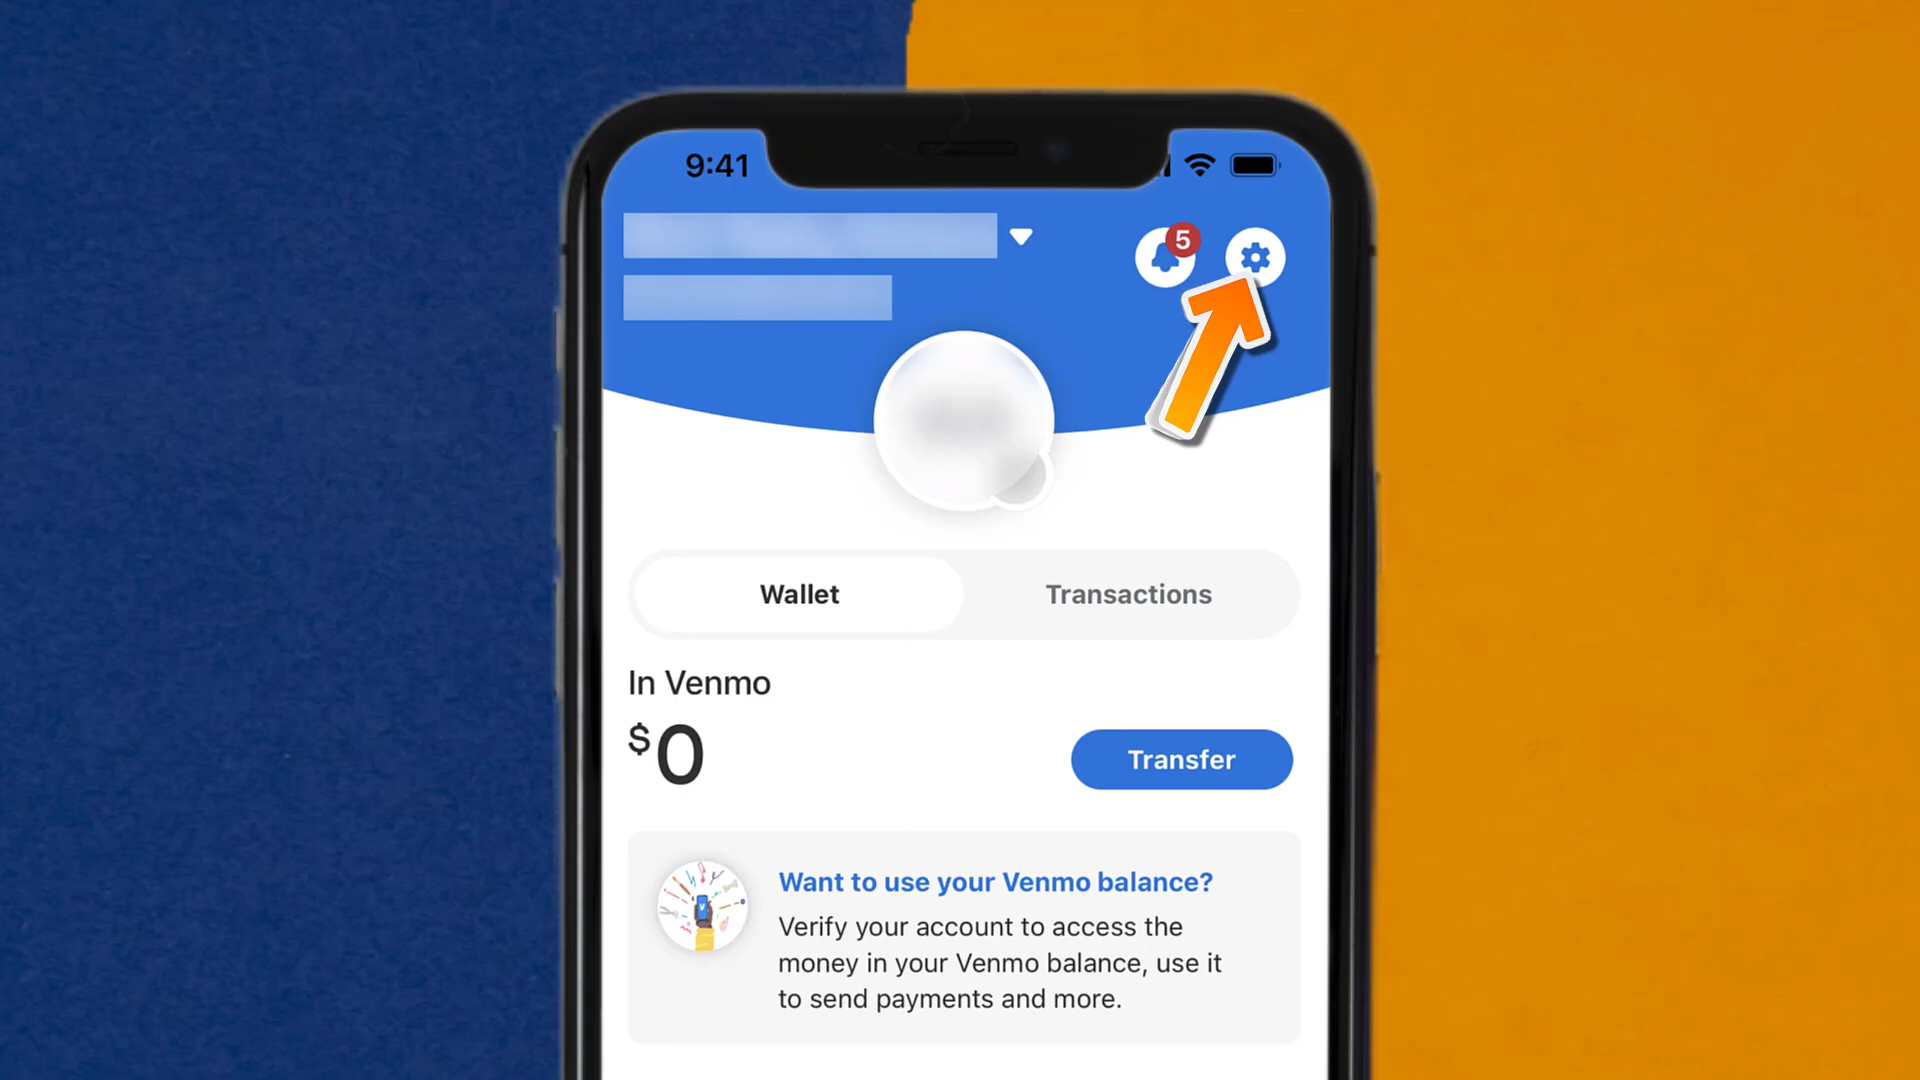 9:41
5
Wallet
Transactions
In Venmo
$0
Transfer
Want to use your Venmo balance?
Verify your account to access the
money in your Venmo balance, use it
to send payments and more.